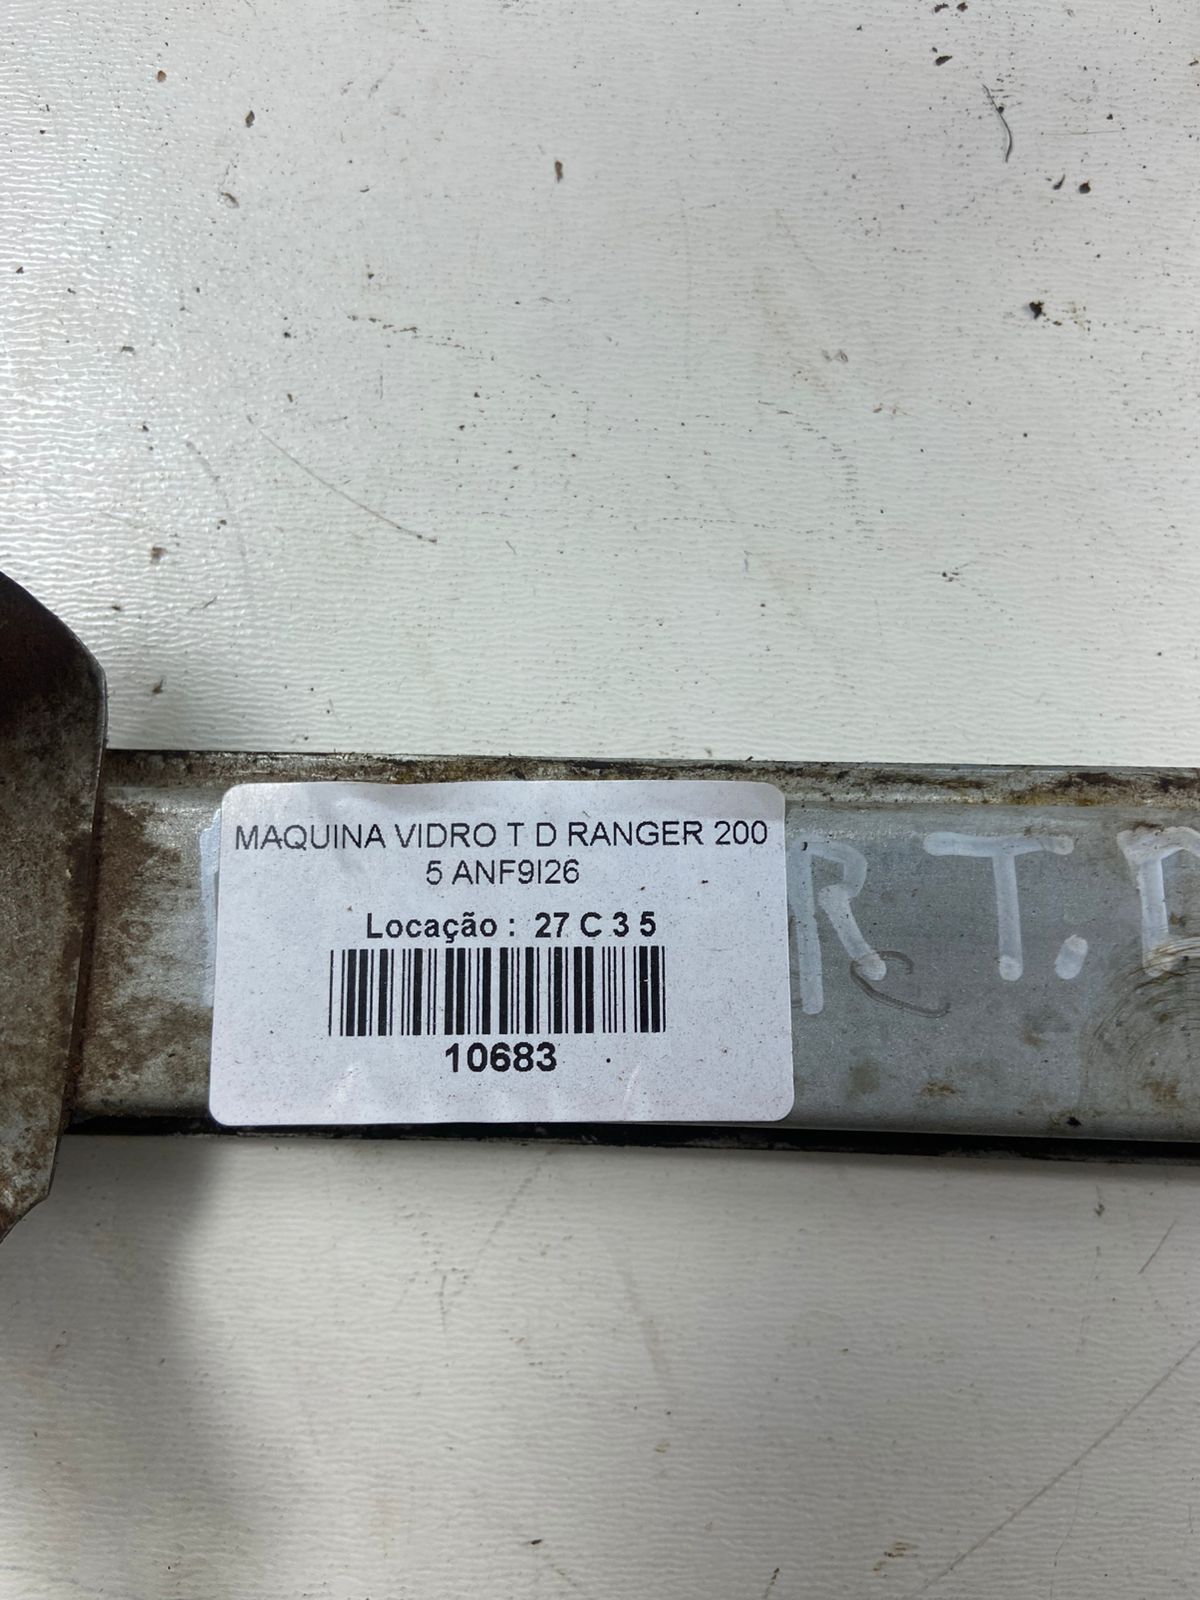 MAQUINA VIDRO T D RANGER 200
5 ANF9I26
Locação : 27 C 3 5
10683
R.T.D